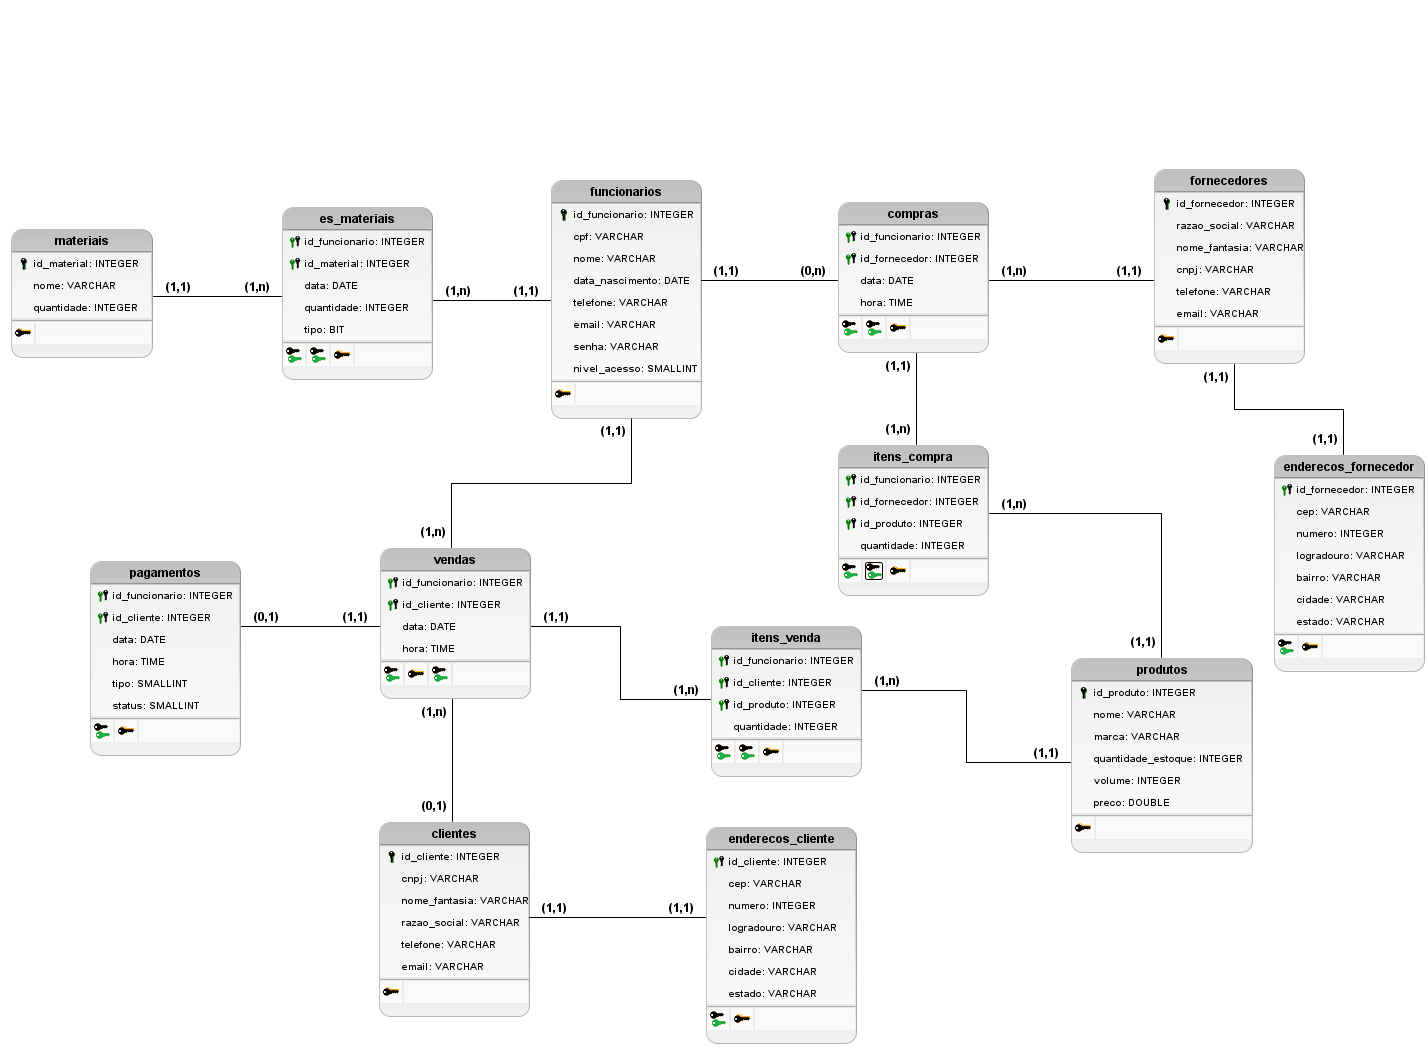 materiais
id_material: INTEGER
nome: VARCHAR
quantidade: INTEGER
(1,1)
(1,n)
es_materiais
id_funcionario: INTEGER
id_material: INTEGER
data: DATE
quantidade: INTEGER
tipo: BIT
(1,n)
(1,1)
funcionarios
id_funcionario: INTEGER
cpf: VARCHAR
nome: VARCHAR
data_nascimento: DATE
telefone: VARCHAR
email: VARCHAR
senha: VARCHAR
nivel_acesso: SMALLINT
(1,1)
(0,n)
compras
id_funcionario: INTEGER
id_fornecedor: INTEGER
data: DATE
hora: TIME
(1,n)
(1,1)
fornecedores
id_fornecedor: INTEGER
razao_social: VARCHAR
nome_fantasia: VARCHAR
cnpj: VARCHAR
telefone: VARCHAR
email: VARCHAR
(1,1)
(1,1)
enderecos_fornecedor
id_fornecedor: INTEGER
cep: VARCHAR
numero: INTEGER
logradouro: VARCHAR
bairro: VARCHAR
cidade: VARCHAR
estado: VARCHAR
(1,1)
(1,n)
itens_compra
id_funcionario: INTEGER
id_fornecedor: INTEGER
id_produto: INTEGER
quantidade: INTEGER
(1,n)
(1,1)
(1,1)
(1,n)
pagamentos
id_funcionario: INTEGER
id_cliente: INTEGER
data: DATE
hora: TIME
tipo: SMALLINT
status: SMALLINT
(0,1)
(1,1)
vendas
id_funcionario: INTEGER
id_cliente: INTEGER
data: DATE
hora: TIME
(1,1)
(1,n)
itens_venda
id_funcionario: INTEGER
id_cliente: INTEGER
id_produto: INTEGER
quantidade: INTEGER
(1,n)
(1,1)
produtos
id_produto: INTEGER
nome: VARCHAR
marca: VARCHAR
quantidade_estoque: INTEGER
volume: INTEGER
preco: DOUBLE
(1,n)
(0,1)
clientes
id_cliente: INTEGER
cnpj: VARCHAR
nome_fantasia: VARCHAR
razao_social: VARCHAR
telefone: VARCHAR
email: VARCHAR
(1,1)
(1,1)
enderecos_cliente
id_cliente: INTEGER
cep: VARCHAR
numero: INTEGER
logradouro: VARCHAR
bairro: VARCHAR
cidade: VARCHAR
estado: VARCHAR